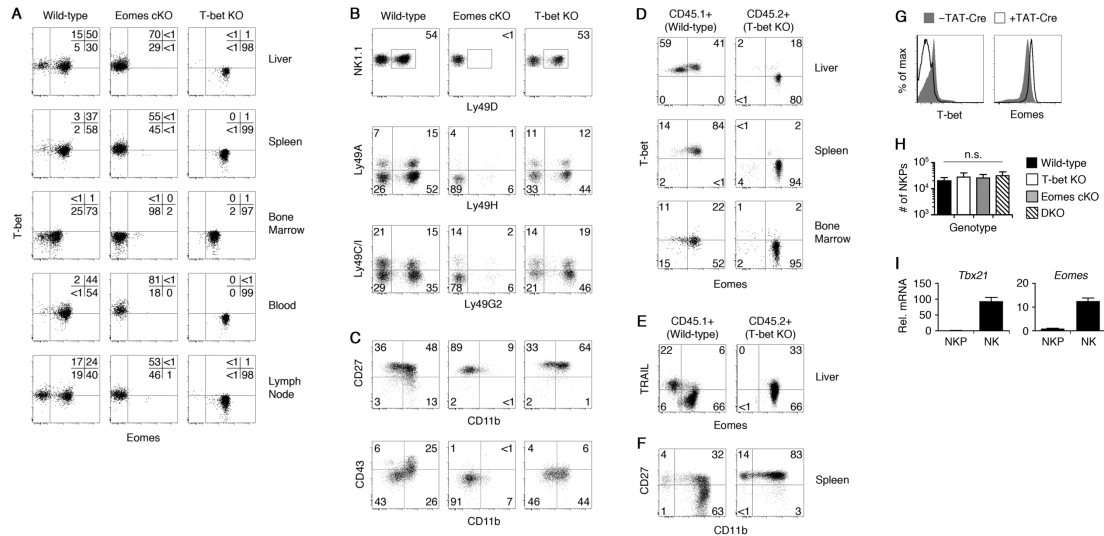 A
Wild-type Eomes cKO T-bet KO
15 50 70 <1 <1 1
5 30 29 <1 <1 98
Liver
3 37 55 <1 0 1
2 58 45 <1 <1 99
Spleen
<1 1 <1 0 0 1
25 73 98 2 2 97
Bone
Marrow
2 44 81 <1 0 <1
<1 54 18 0 0 99
Blood
17 24 53 <1 <1 1
19 40 46 1 <1 98
Lymph
Node
T-bet
Eomes
B
Wild-type Eomes cKO T-bet KO
54 <1 53
NK1.1
Ly49D
7 15 4 1 11 12
Ly49A
26 52 89 6 33 44
Ly49H
21 15 14 2 14 19
Ly49C/I
29 35 78 6 21 46
Ly49G2
C
36 48 89 9 33 64
CD27
3 13 2 <1 2 1
CD11b
6 25 1 <1 4 6
CD43
43 26 91 7 46 44
CD11b
D
CD45.1+ CD45.2+
(Wild-type) (T-bet KO)
59 41 2 18
Liver
0 0 <1 80
14 84 <1 2
T-bet
Spleen
2 <1 4 94
11 22 1 2
Bone
Marrow
15 52 2 95
Eomes
E
CD45.1+ CD45.2+
(Wild-type) (T-bet KO)
22 6 0 33
TRAIL
Liver
6 66 <1 66
Eomes
F
4 32 14 83
CD27
Spleen
1 63 <1 3
CD11b
G
−TAT-Cre +TAT-Cre
% of max
T-bet Eomes
H
n.s.
10⁵
10⁴
10³
# of NKPs
Genotype
Wild-type
T-bet KO
Eomes cKO
DKO
I
Tbx21 Eomes
Rel. mRNA
150 20
100
50 10
0 0
NKP NK NKP NK